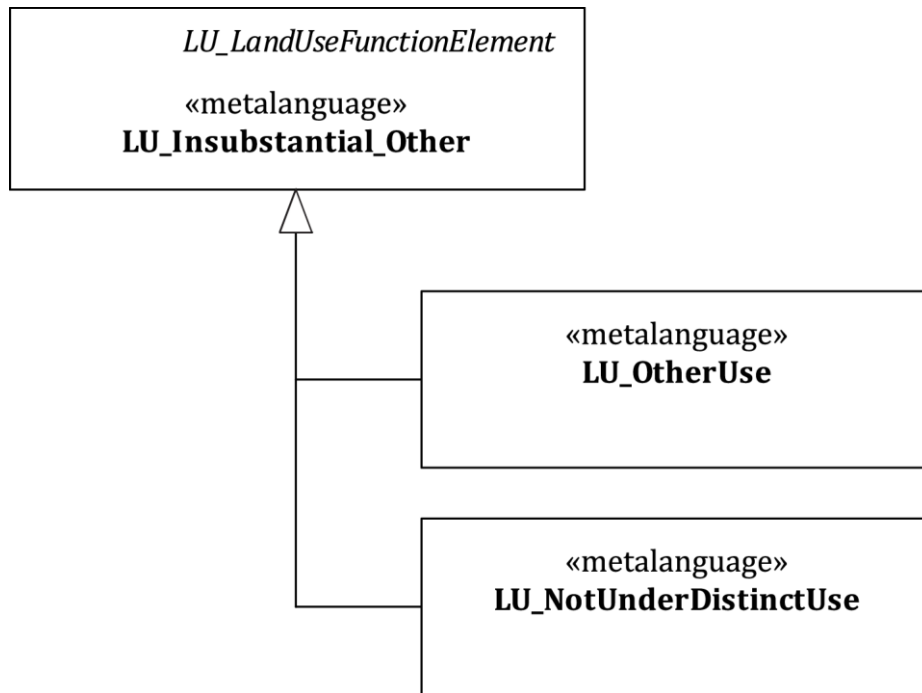 LU_LandUseFunctionElement
«metalanguage»
LU_Insubstantial_Other
«metalanguage»
LU_OtherUse
«metalanguage»
LU_NotUnderDistinctUse